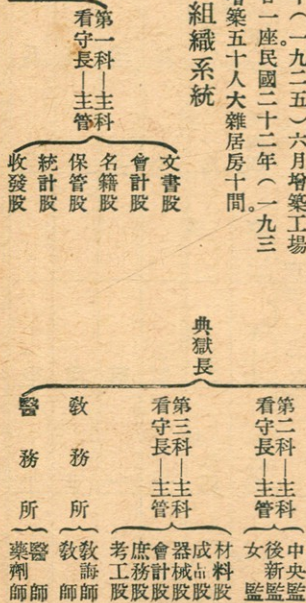 （一九二五）六月增築工場
一座民國二十二年（一九三
增築五十人大雜居房十間。
組織系統
典獄長
第一科—主科
看守長—主管
文書股
會計股
名籍股
保管股
統計股
收發股
第二科—主科
看守長—主管
中央監
後新監
女監
第三科—主科
看守長—主管
材料股
成品股
器械股
會計股
庶務股
考工股
教務所
教誨師
教師
醫務所
醫師
藥劑師